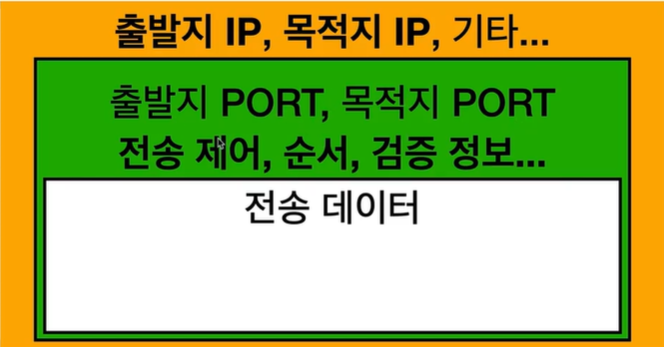 출발지 IP, 목적지 IP, 기타...
출발지 PORT, 목적지 PORT
전송 제어, 순서, 검증 정보...
전송 데이터